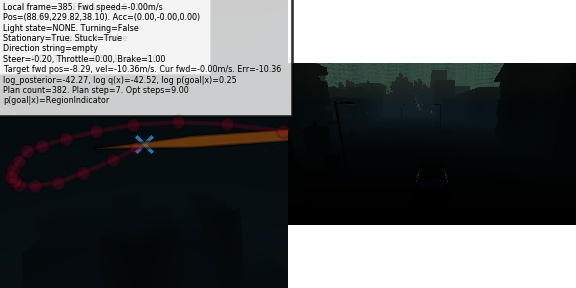 Local frame=385. Fwd speed=-0.00m/s
Pos=(88.69,229.82,38.10). Acc=(0.00,-0.00,0.00)
Light state=NONE. Turning=False
Stationary=True. Stuck=True
Direction string=empty
Steer=-0.20, Throttle=0.00, Brake=1.00
Target fwd pos=-8.29, vel=-10.36m/s. Cur fwd=-0.00m/s. Err=-10.36
log_posterior=-42.27, log q(x)=-42.52, log p(goal|x)=0.25
Plan count=382. Plan step=7. Opt steps=9.00
p(goal|x)=RegionIndicator